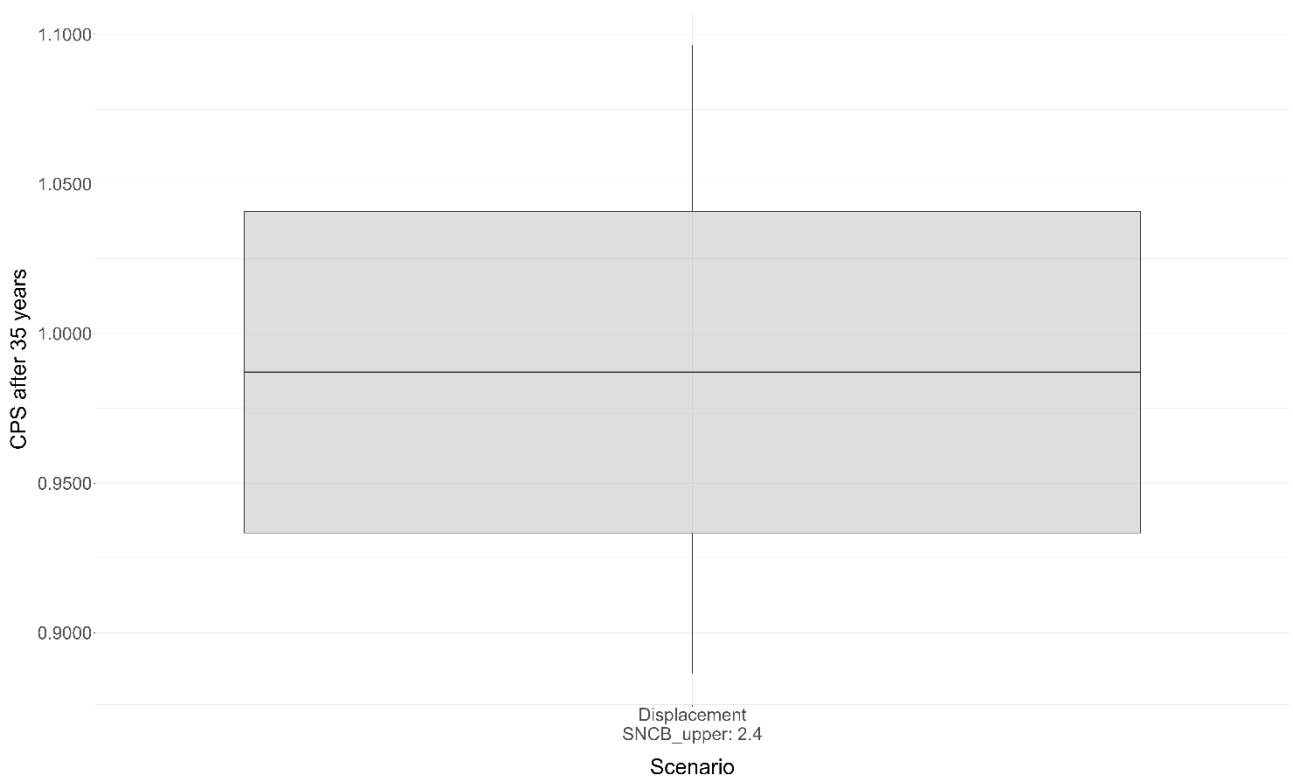 1.1000
1.0500
1.0000
0.9500
0.9000
CPS after 35 years
Displacement
SNCB_upper: 2.4
Scenario